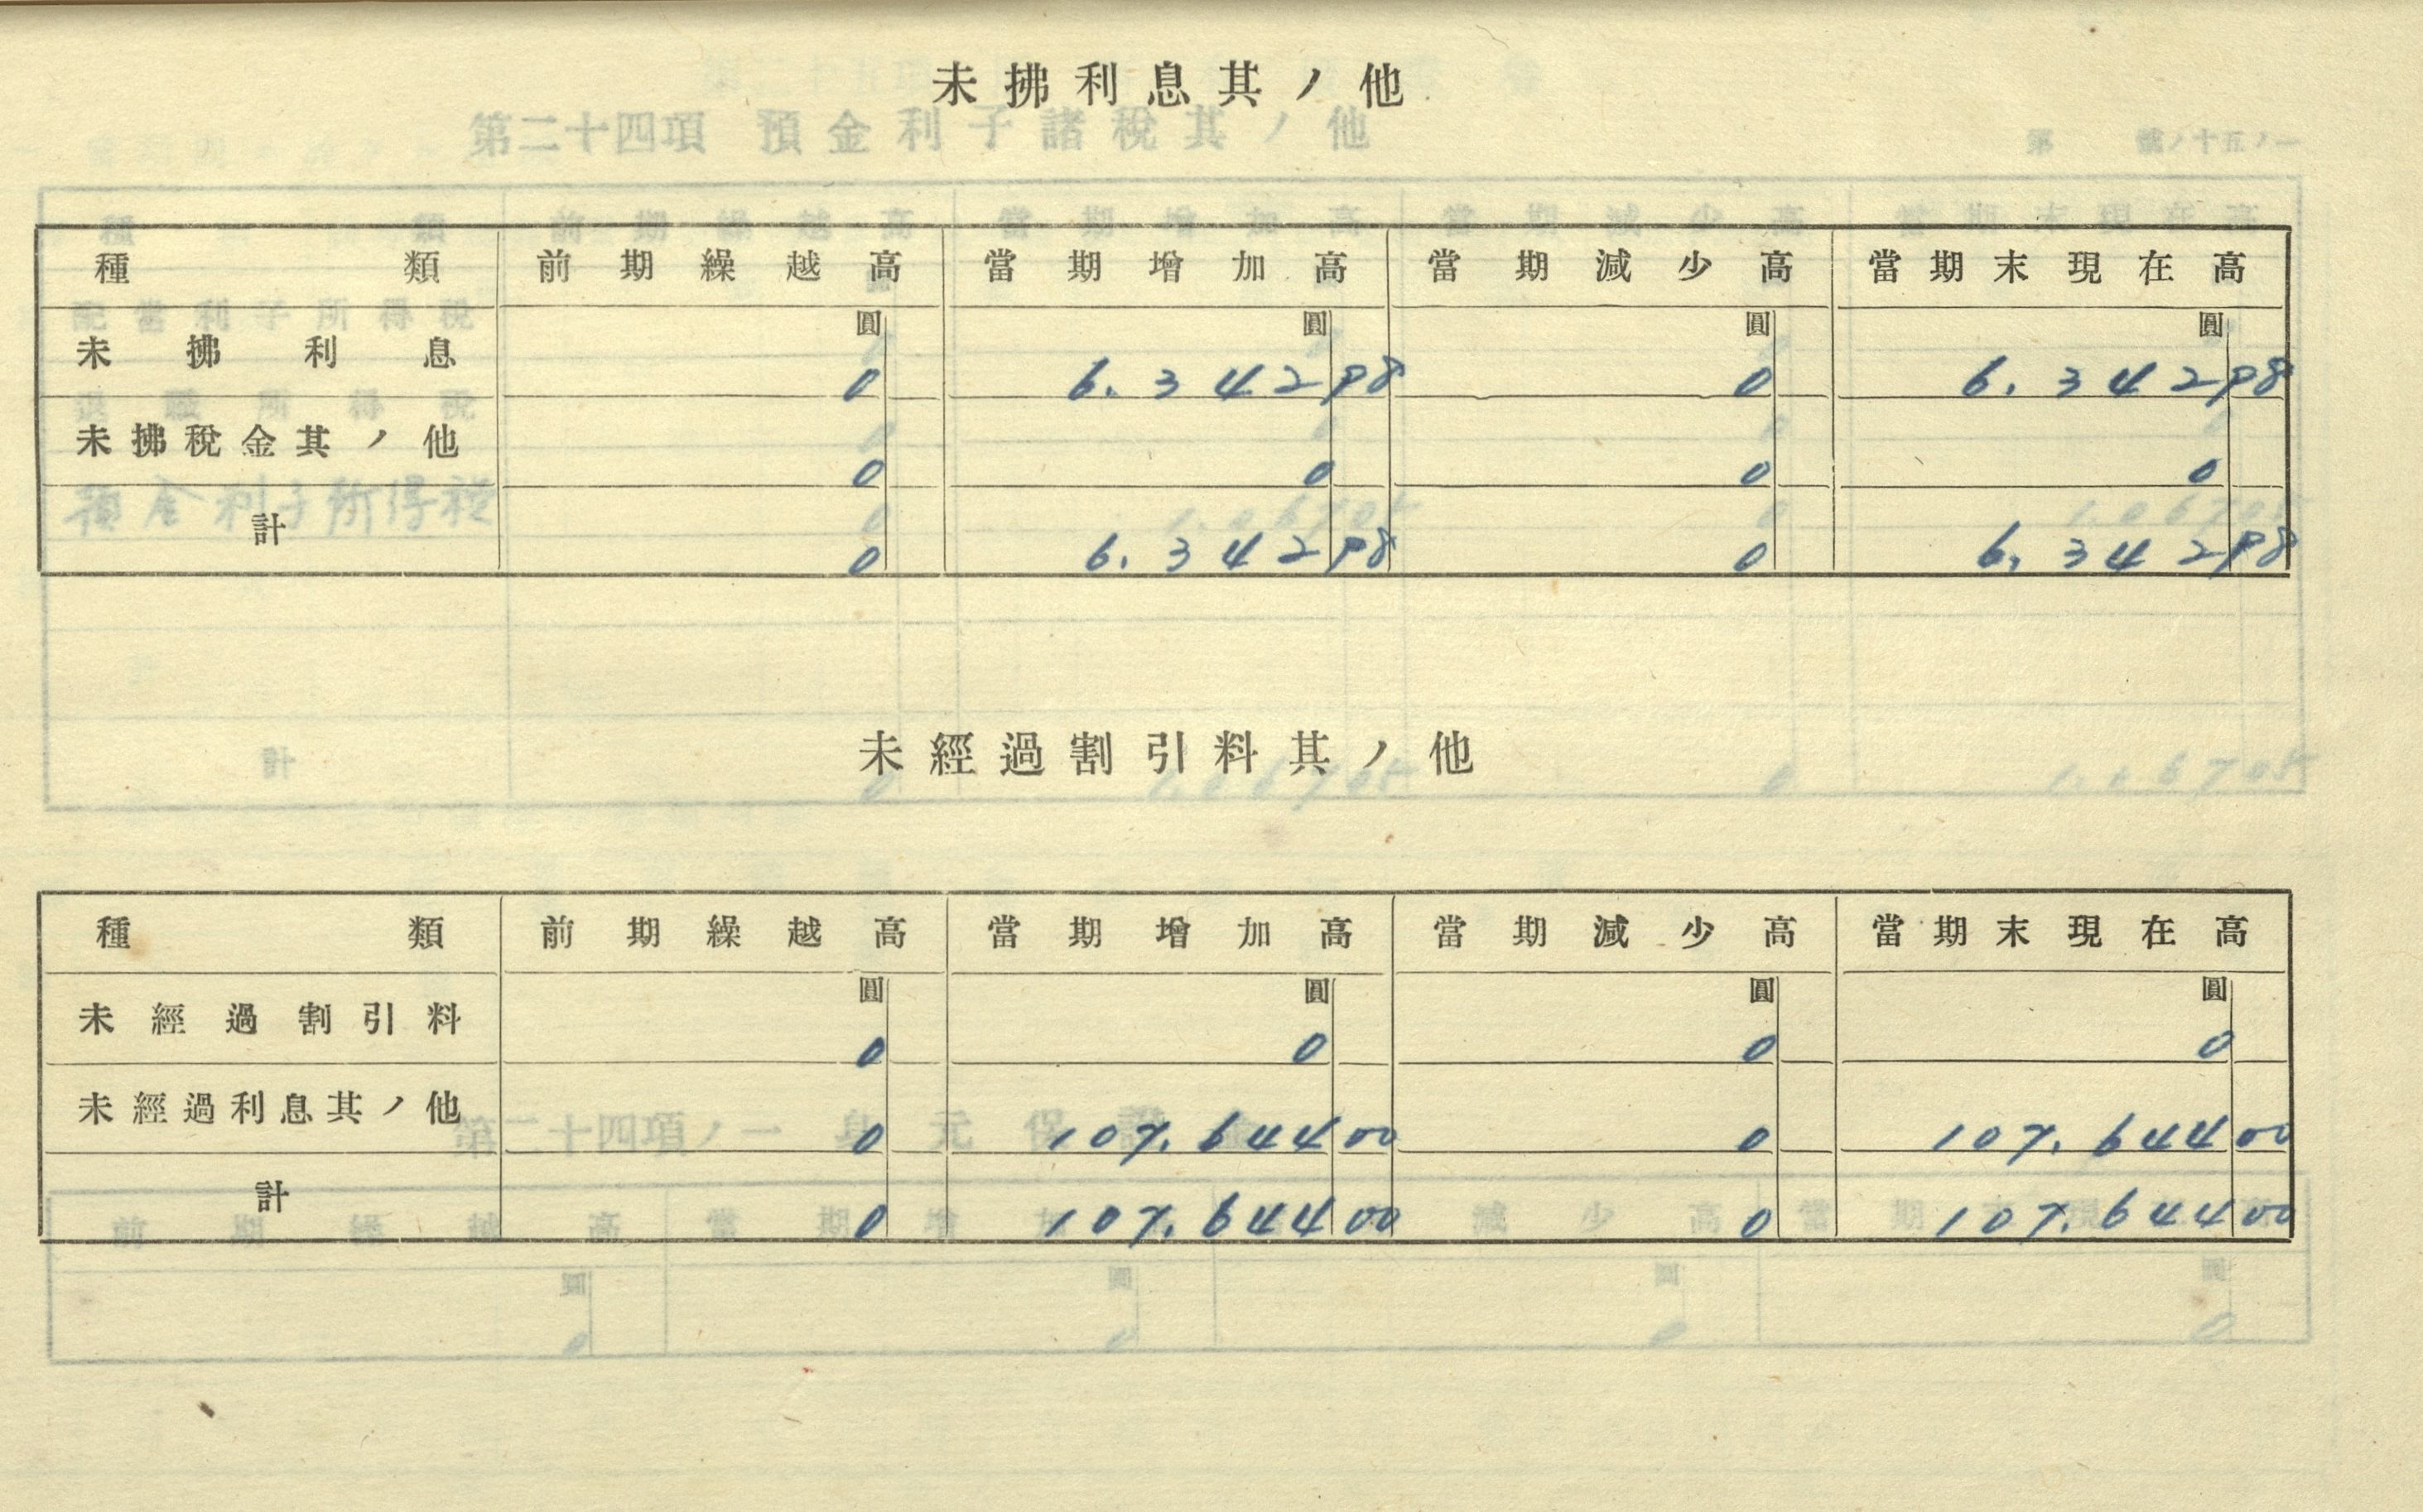 未拂利息其ノ他
種類 前期繰越高 當期增加高 當期減少高 當期末現在高
圓 圓 圓 圓
未拂利息 0 6.342 98 0 6.342 98
未拂稅金其ノ他 0 0 0 0
計 0 6.342 98 0 6.342 98
未經過割引料其ノ他
種類 前期繰越高 當期增加高 當期減少高 當期末現在高
圓 圓 圓 圓
未經過割引料 0 0 0 0
未經過利息其ノ他 0 107.644 00 0 107.644 00
計 0 107.644 00 0 107.644 00